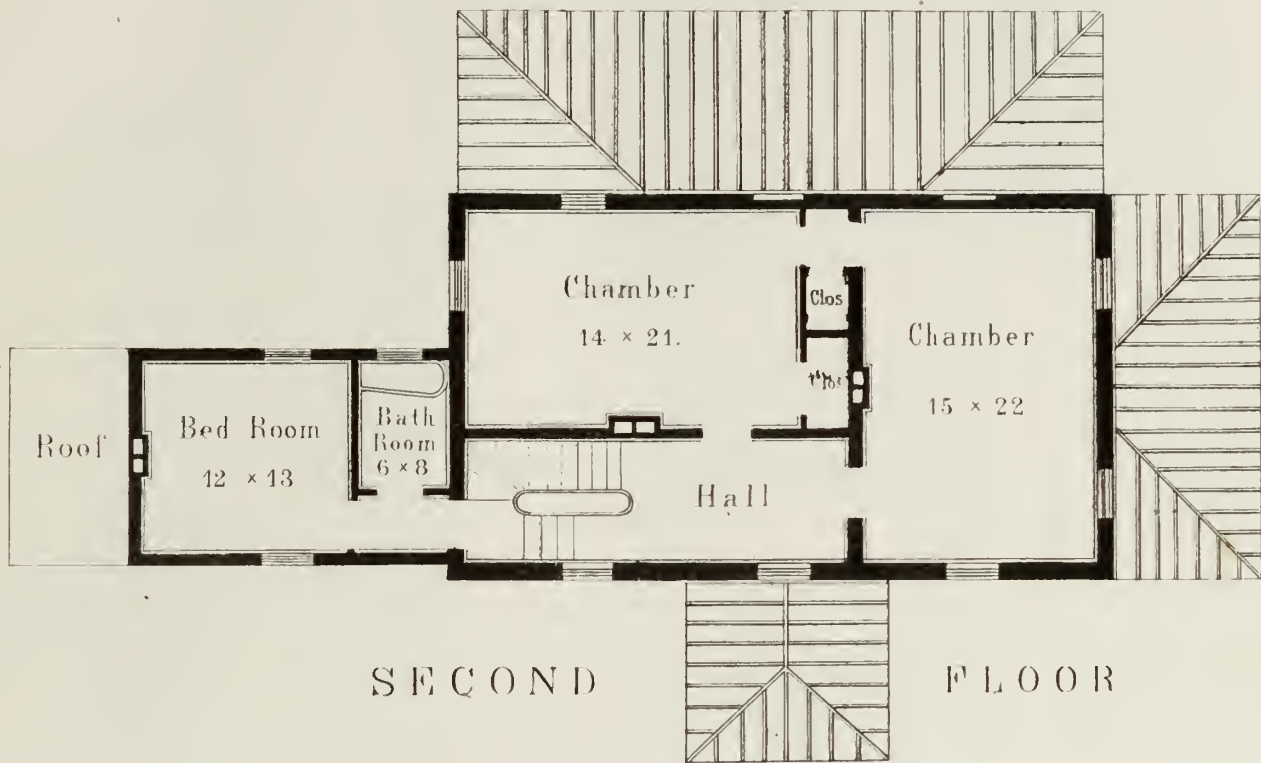 Chamber
14 × 21.
Clos
Chamber
15 × 22
Clos
Roof
Bed Room
12 × 13
Bath
Room
6 × 8
Hall
SECOND FLOOR